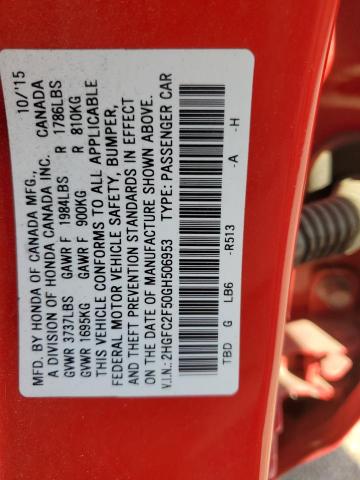 MFD. BY HONDA OF CANADA MFG., 10/'15
A DIVISION OF HONDA CANADA INC. CANADA
GVWR 3737LBS GAWR F 1984LBS R 1786LBS
GVWR 1695KG GAWR F 900KG R 810KG
THIS VEHICLE CONFORMS TO ALL APPLICABLE
FEDERAL MOTOR VEHICLE SAFETY, BUMPER,
AND THEFT PREVENTION STANDARDS IN EFFECT
ON THE DATE OF MANUFACTURE SHOWN ABOVE.
V.I.N.: 2HGFC2F50GH506953 TYPE: PASSENGER CAR
TBD G LB6 -R513 -A -H